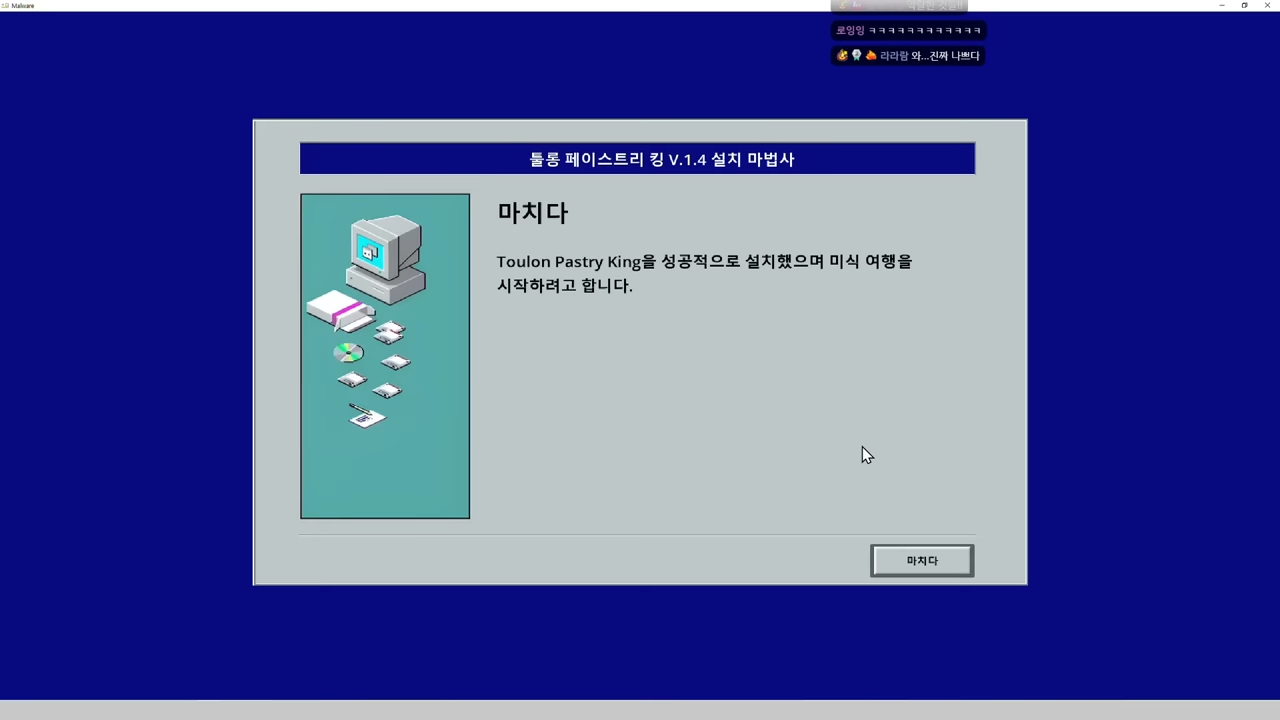 Malware
로잉잉 ㅋㅋㅋㅋㅋㅋㅋㅋㅋㅋㅋㅋ
라라람 와...진짜 나쁘다
툴롱 페이스트리 킹 V.1.4 설치 마법사
마치다
Toulon Pastry King을 성공적으로 설치했으며 미식 여행을
시작하려고 합니다.
마치다